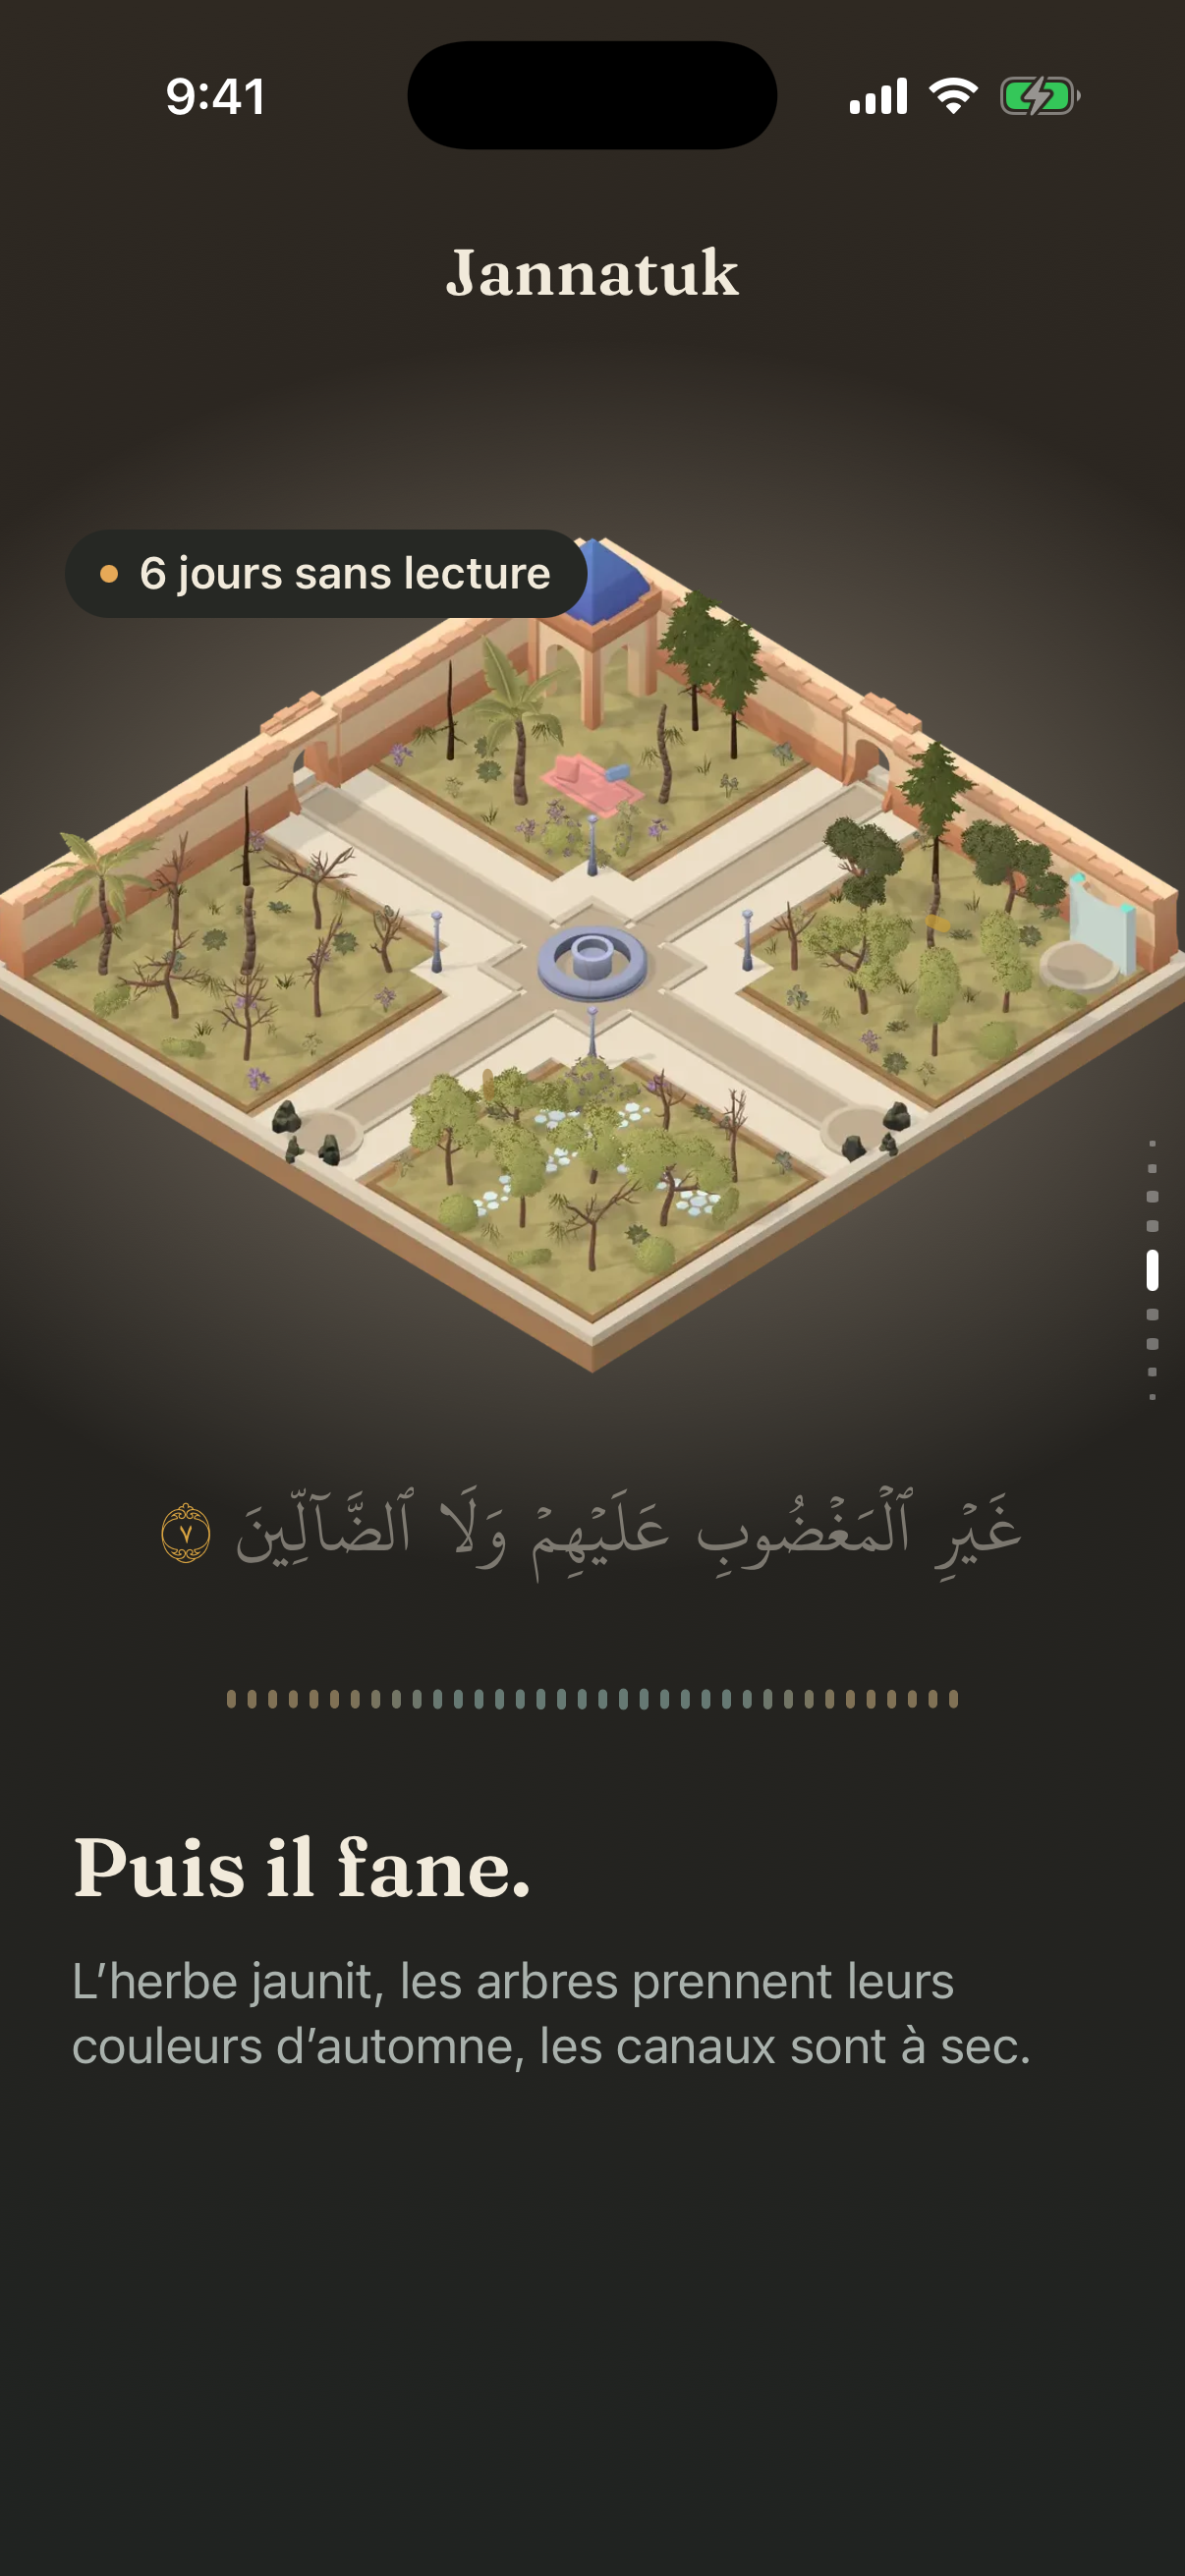 9:41
Jannatuk
6 jours sans lecture
غَيْرِ ٱلْمَغْضُوبِ عَلَيْهِمْ وَلَا ٱلضَّآلِّينَ ٧
Puis il fane.
L’herbe jaunit, les arbres prennent leurs
couleurs d’automne, les canaux sont à sec.